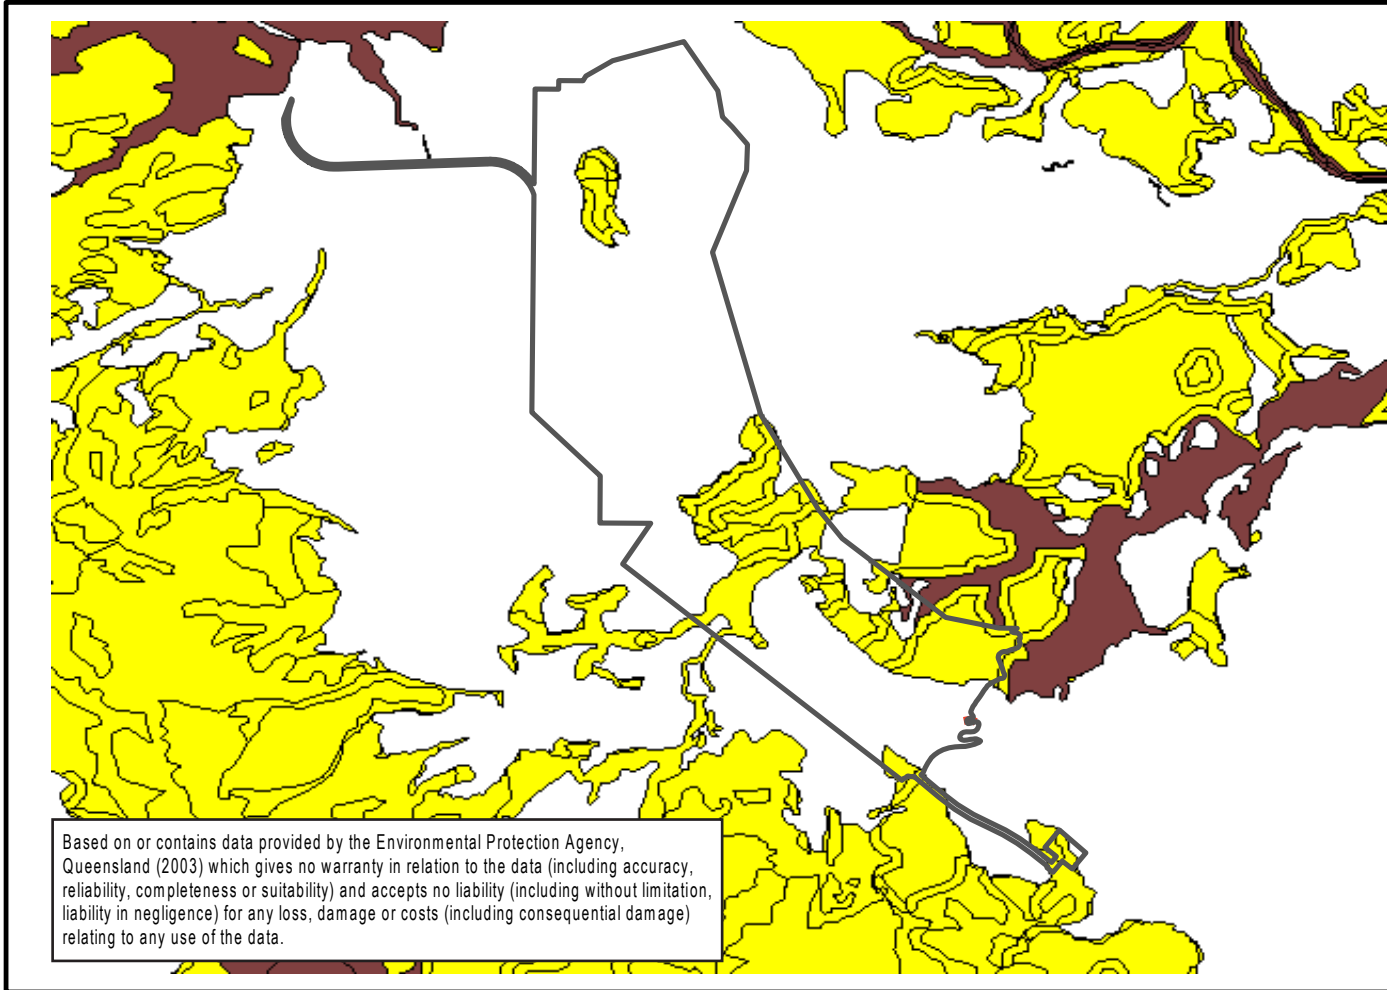 Based on or contains data provided by the Environmental Protection Agency,
Queensland (2003) which gives no warranty in relation to the data (including accuracy,
reliability, completeness or suitability) and accepts no liability (including without limitation,
liability in negligence) for any loss, damage or costs (including consequential damage)
relating to any use of the data.